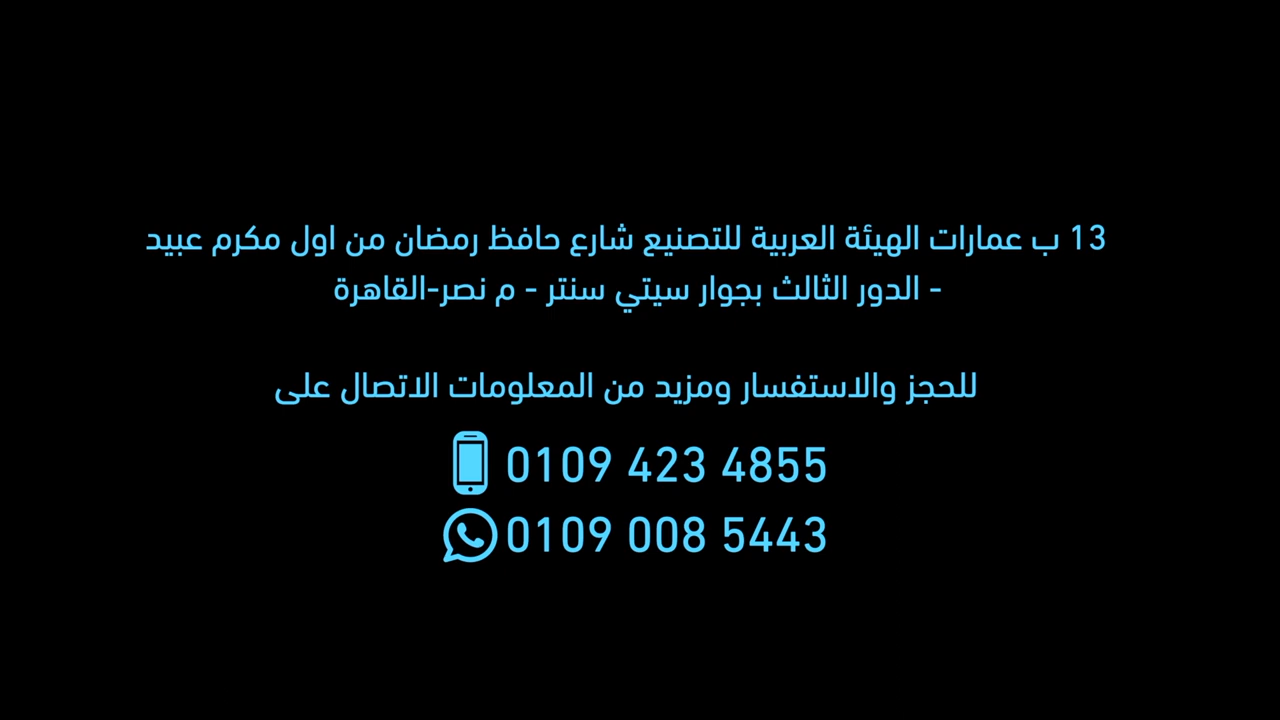 13 ب عمارات الهيئة العربية للتصنيع شارع حافظ رمضان من اول مكرم عبيد
- الدور الثالث بجوار سيتي سنتر - م نصر-القاهرة
للحجز والاستفسار ومزيد من المعلومات الاتصال على
0109 423 4855
0109 008 5443